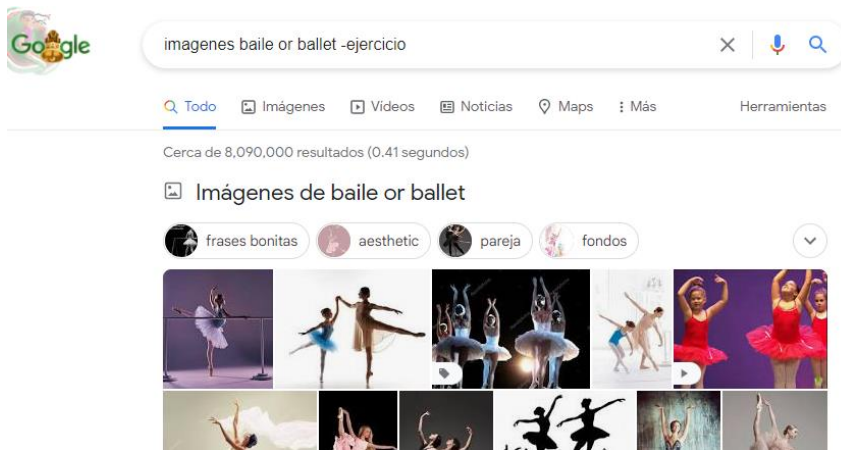 Google
imagenes baile or ballet -ejercicio
Todo Imágenes Vídeos Noticias Maps Más Herramientas
Cerca de 8,090,000 resultados (0.41 segundos)
Imágenes de baile or ballet
frases bonitas aesthetic pareja fondos